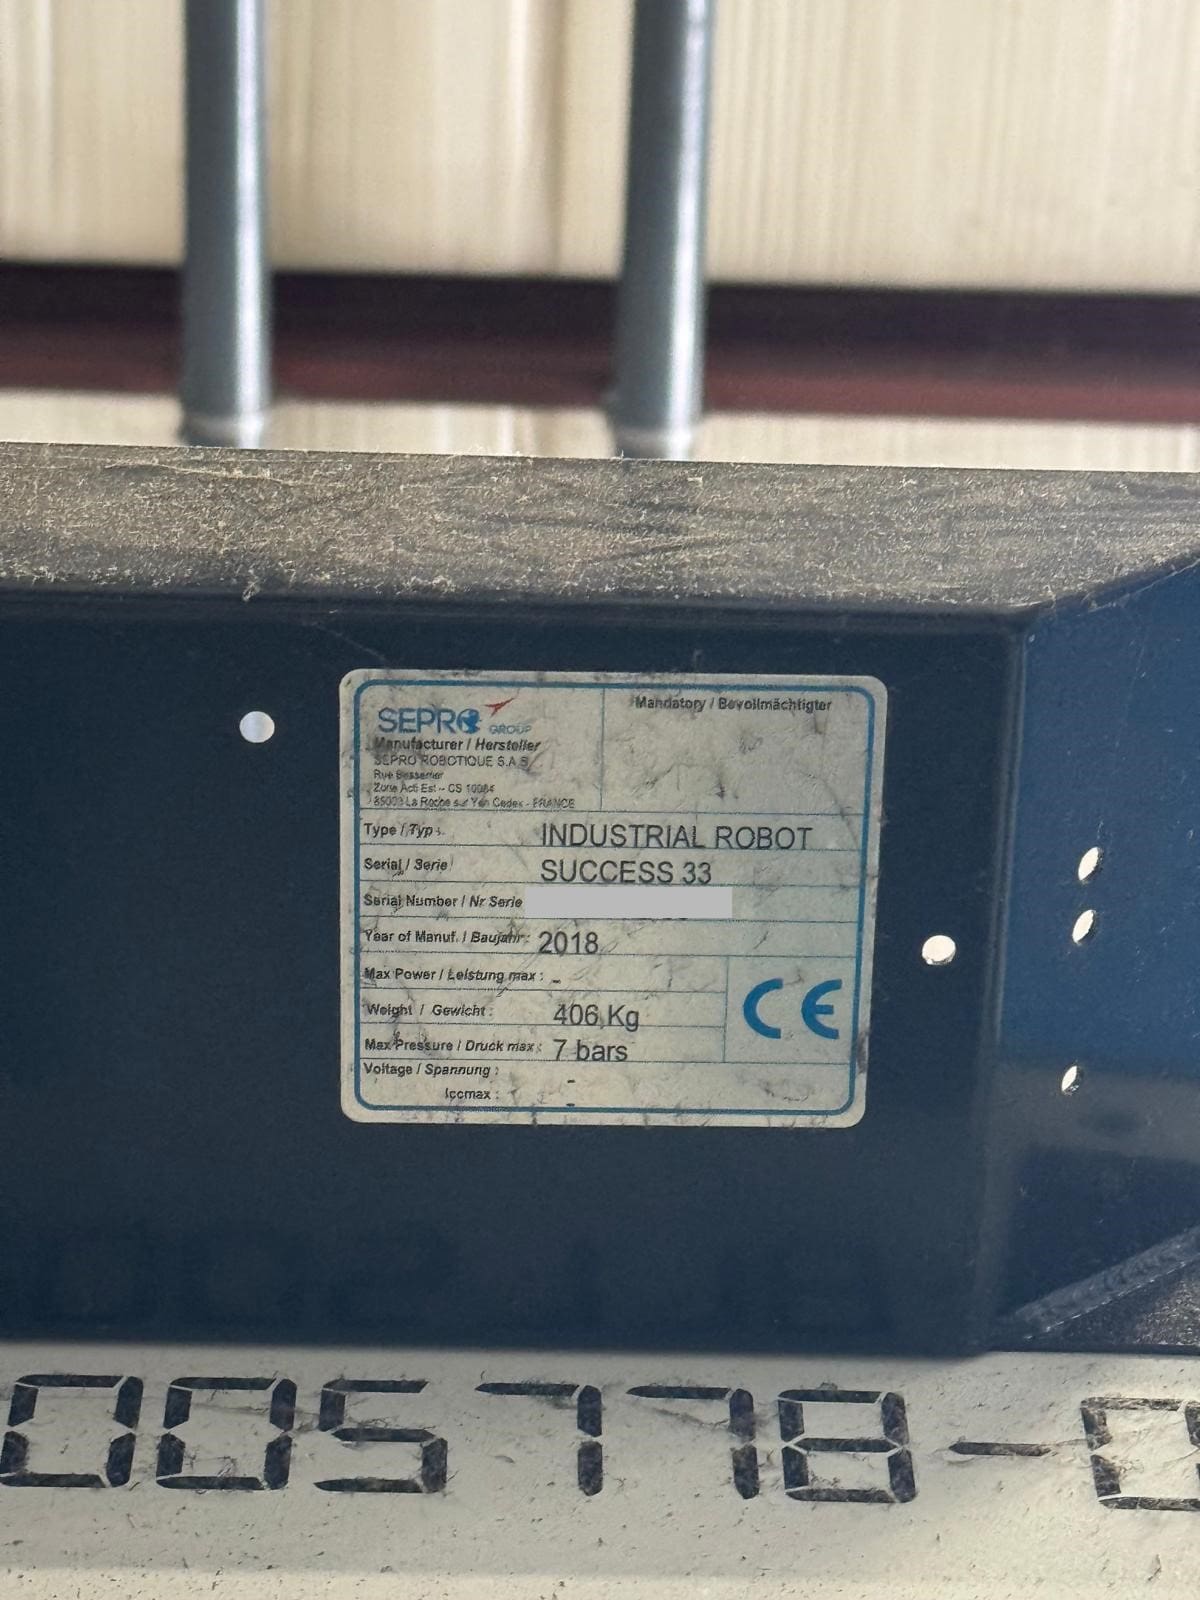 SEPRO GROUP
Manufacturer / Hersteller
SEPRO ROBOTIQUE S.A.S
Rue Bessemer
Zone Acti Est - CS 10084
85003 La Roche sur Yon Cedex - FRANCE
Mandatory / Bevollmächtigter
Type / Typ : INDUSTRIAL ROBOT
Serial / Serie SUCCESS 33
Serial Number / Nr Serie
Year of Manuf. / Baujahr : 2018
Max Power / Leistung max : -
Weight / Gewicht : 406 Kg
Max Pressure / Druck max : 7 bars
CE
Voltage / Spannung : -
Iccmax : -
005778-